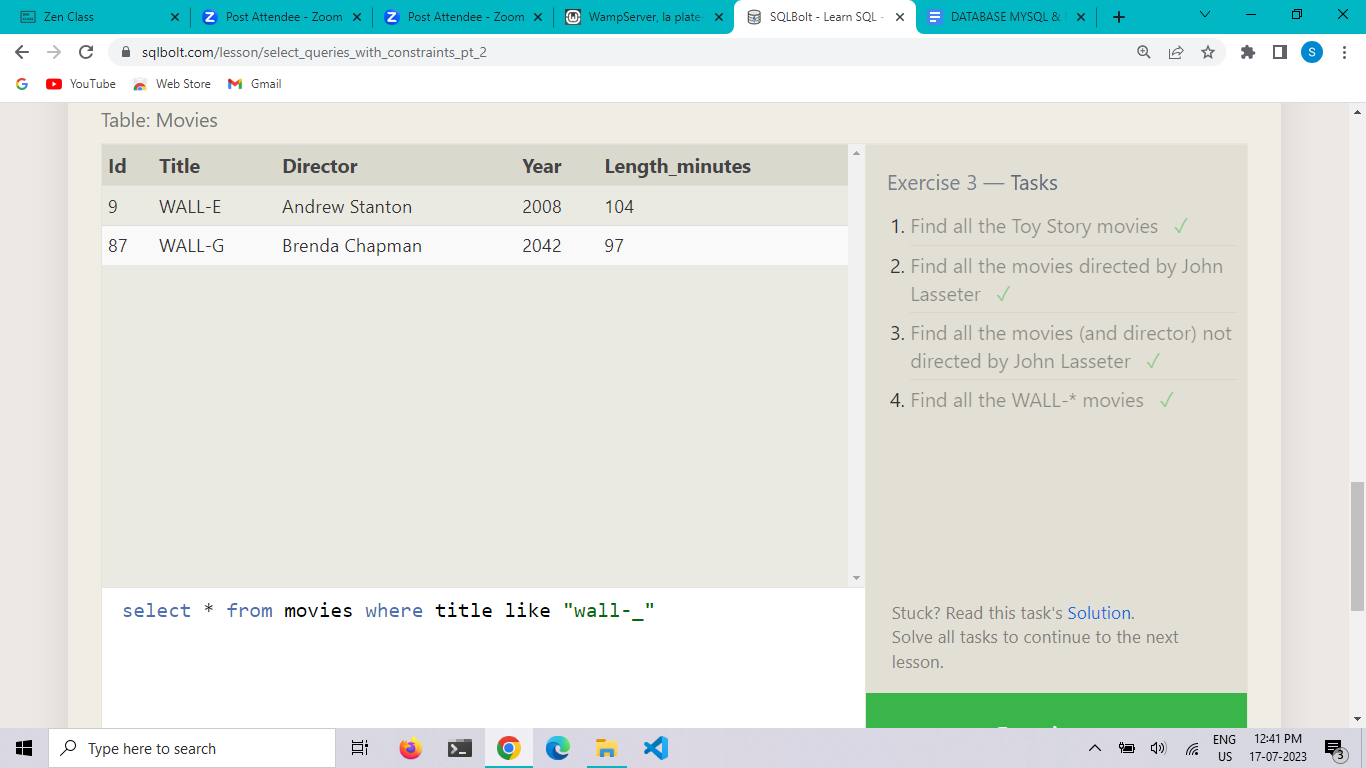 Zen Class
Post Attendee - Zoom
Post Attendee - Zoom
WampServer, la plate
SQLBolt - Learn SQL -
DATABASE MYSQL &
sqlbolt.com/lesson/select_queries_with_constraints_pt_2
S
YouTube
Web Store
Gmail
Table: Movies
Id Title Director Year Length_minutes
9 WALL-E Andrew Stanton 2008 104
87 WALL-G Brenda Chapman 2042 97
Exercise 3 — Tasks
1. Find all the Toy Story movies ✓
2. Find all the movies directed by John
Lasseter ✓
3. Find all the movies (and director) not
directed by John Lasseter ✓
4. Find all the WALL-* movies ✓
select * from movies where title like "wall-_"
Stuck? Read this task's Solution.
Solve all tasks to continue to the next
lesson.
Type here to search
ENG
US
12:41 PM
17-07-2023
3